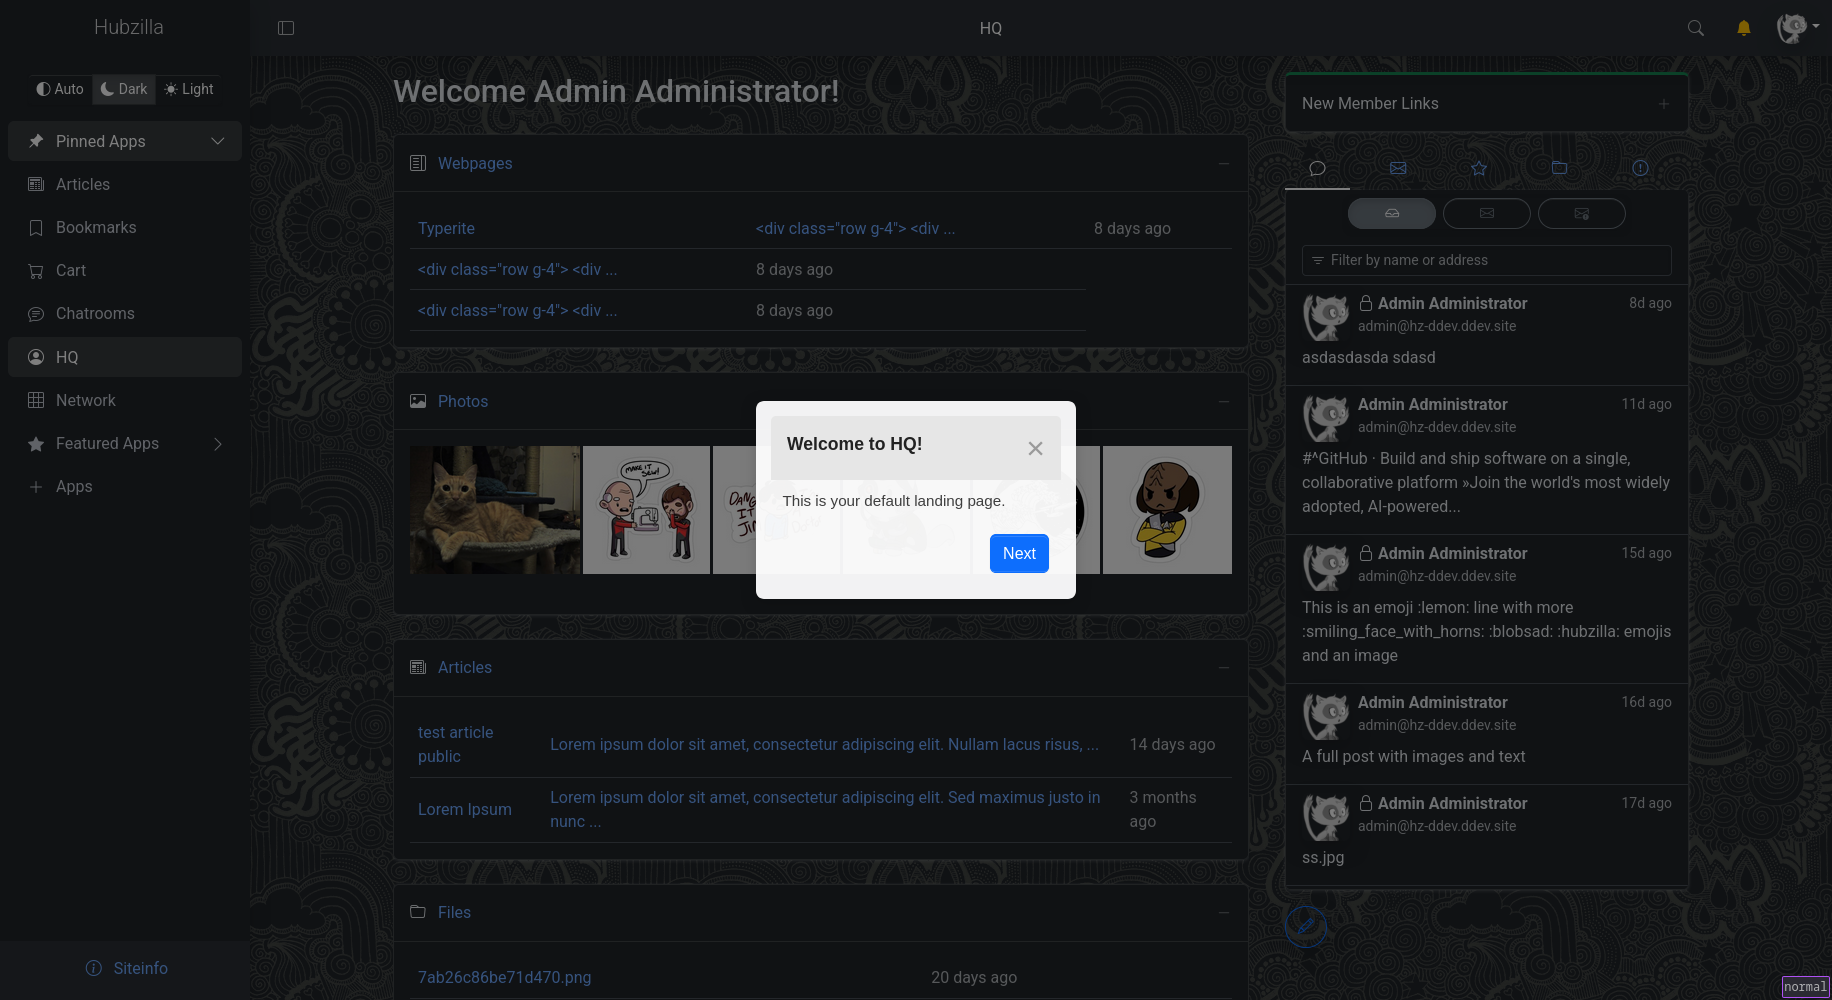 Hubzilla
HQ
Auto
Dark
Light
Pinned Apps
Articles
Bookmarks
Cart
Chatrooms
HQ
Network
Featured Apps
Apps
Siteinfo
Welcome Admin Administrator!
Webpages
Typerite <div class="row g-4"> <div ... 8 days ago
<div class="row g-4"> <div ... 8 days ago
<div class="row g-4"> <div ... 8 days ago
Photos
MAKE IT
SEW!
DANG
IT
JIM
Welcome to HQ!
This is your default landing page.
Next
Articles
test article
public
Lorem ipsum dolor sit amet, consectetur adipiscing elit. Nullam lacus risus, ...
14 days ago
Lorem Ipsum
Lorem ipsum dolor sit amet, consectetur adipiscing elit. Sed maximus justo in
nunc ...
3 months
ago
Files
7ab26c86be71d470.png 20 days ago
New Member Links
Filter by name or address
Admin Administrator 8d ago
admin@hz-ddev.ddev.site
asdasdasda sdasd
Admin Administrator 11d ago
admin@hz-ddev.ddev.site
#^GitHub · Build and ship software on a single,
collaborative platform »Join the world's most widely
adopted, AI-powered...
Admin Administrator 15d ago
admin@hz-ddev.ddev.site
This is an emoji :lemon: line with more
:smiling_face_with_horns: :blobsad: :hubzilla: emojis
and an image
Admin Administrator 16d ago
admin@hz-ddev.ddev.site
A full post with images and text
Admin Administrator 17d ago
admin@hz-ddev.ddev.site
ss.jpg
normal